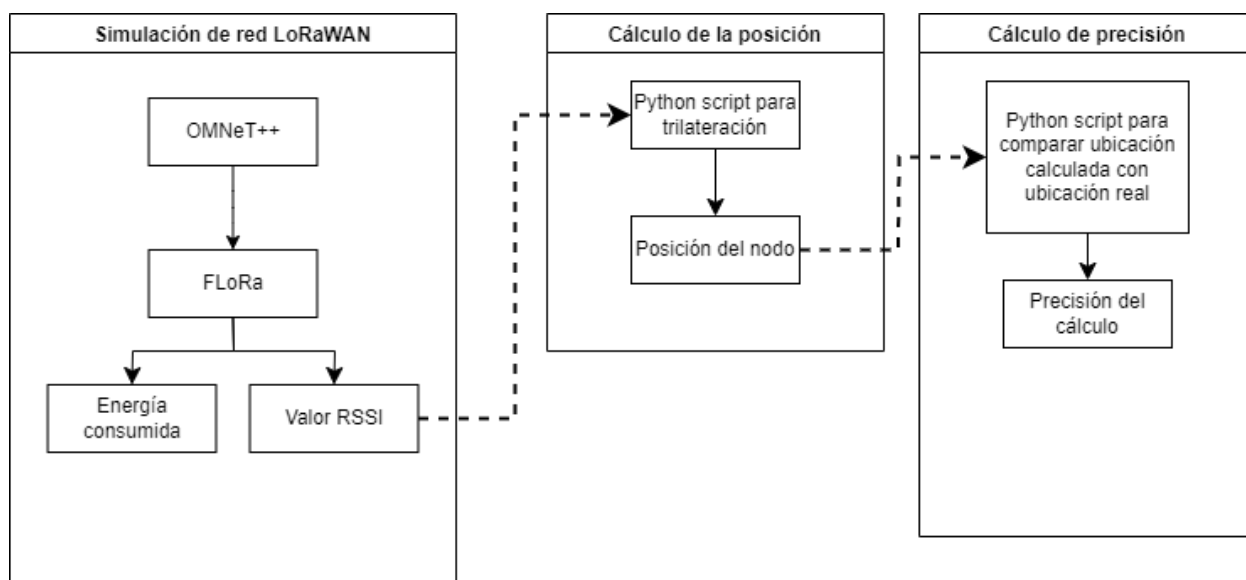 Simulación de red LoRaWAN
OMNeT++
FLoRa
Energía
consumida
Valor RSSI
Cálculo de la posición
Python script para
trilateración
Posición del nodo
Cálculo de precisión
Python script para
comparar ubicación
calculada con
ubicación real
Precisión del
cálculo